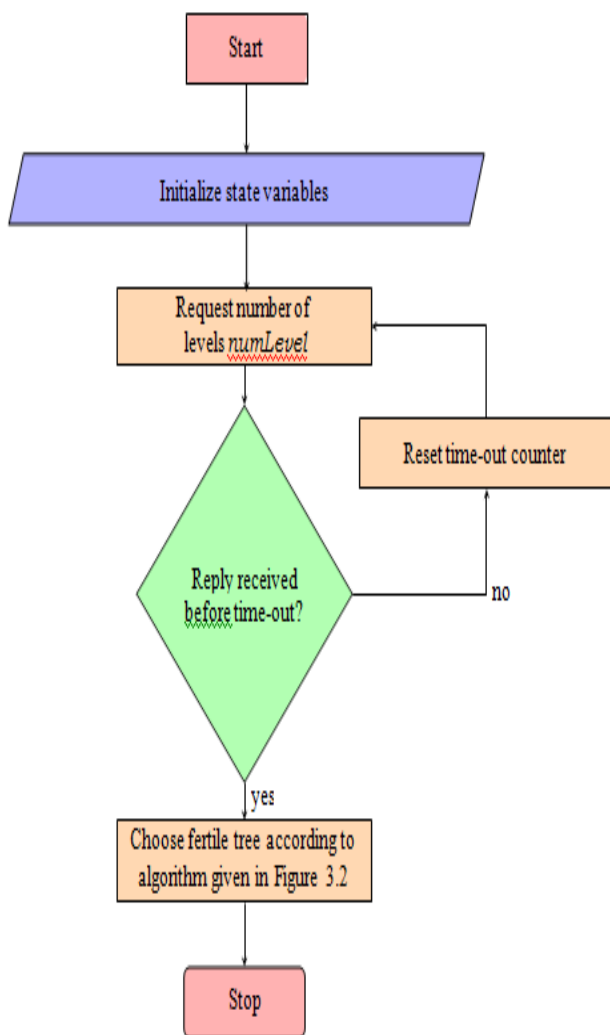 Start
Initialize state variables
Request number of
levels numLevel
Reset time-out counter
Reply received
before time-out?
no
yes
Choose fertile tree according to
algorithm given in Figure 3.2
Stop